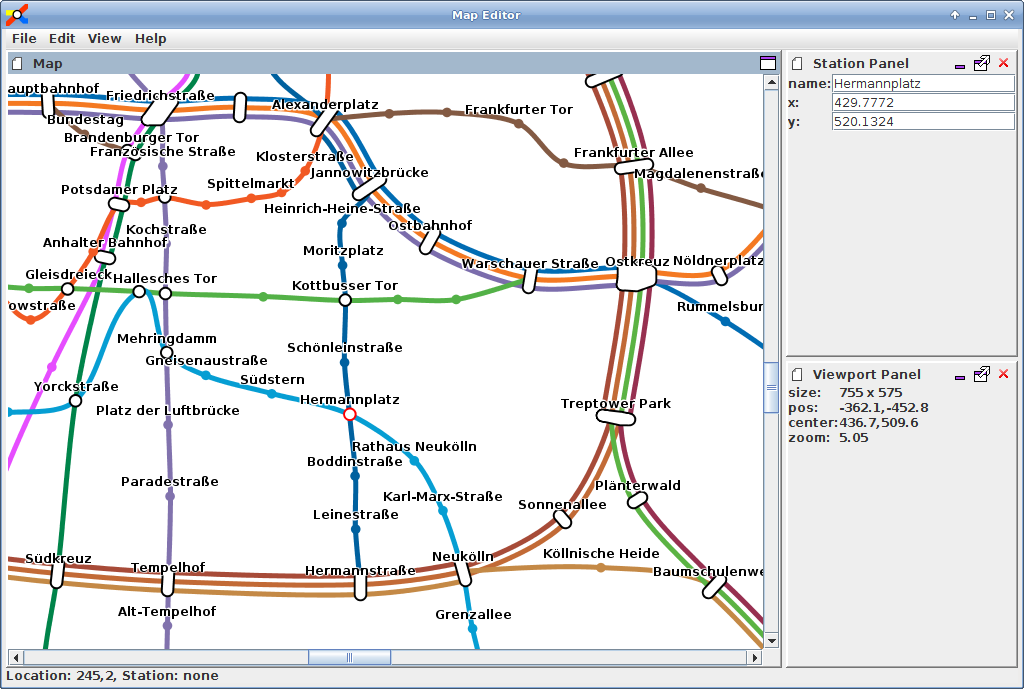 Map Editor
File Edit View Help
Map
auptbahnhof
Friedrichstraße
Alexanderplatz
Frankfurter Tor
Bundestag
Brandenburger Tor
Französische Straße
Klosterstraße
Frankfurter Allee
Jannowitzbrücke
Magdalenenstraße
Potsdamer Platz
Spittelmarkt
Heinrich-Heine-Straße
Kochstraße
Ostbahnhof
Anhalter Bahnhof
Moritzplatz
Warschauer Straße
Ostkreuz
Nöldnerplatz
Gleisdreieck
Hallesches Tor
Kottbusser Tor
owstraße
Rummelsbur
Mehringdamm
Schönleinstraße
Gneisenaustraße
Südstern
Yorckstraße
Hermannplatz
Treptower Park
Platz der Luftbrücke
Rathaus Neukölln
Boddinstraße
Paradestraße
Plänterwald
Karl-Marx-Straße
Sonnenallee
Leinestraße
Südkreuz
Tempelhof
Hermannstraße
Neukölln
Köllnische Heide
Baumschulenwe
Alt-Tempelhof
Grenzallee
Station Panel
name: Hermannplatz
x: 429.7772
y: 520.1324
Viewport Panel
size: 755 x 575
pos: -362.1,-452.8
center: 436.7,509.6
zoom: 5.05
Location: 245,2, Station: none